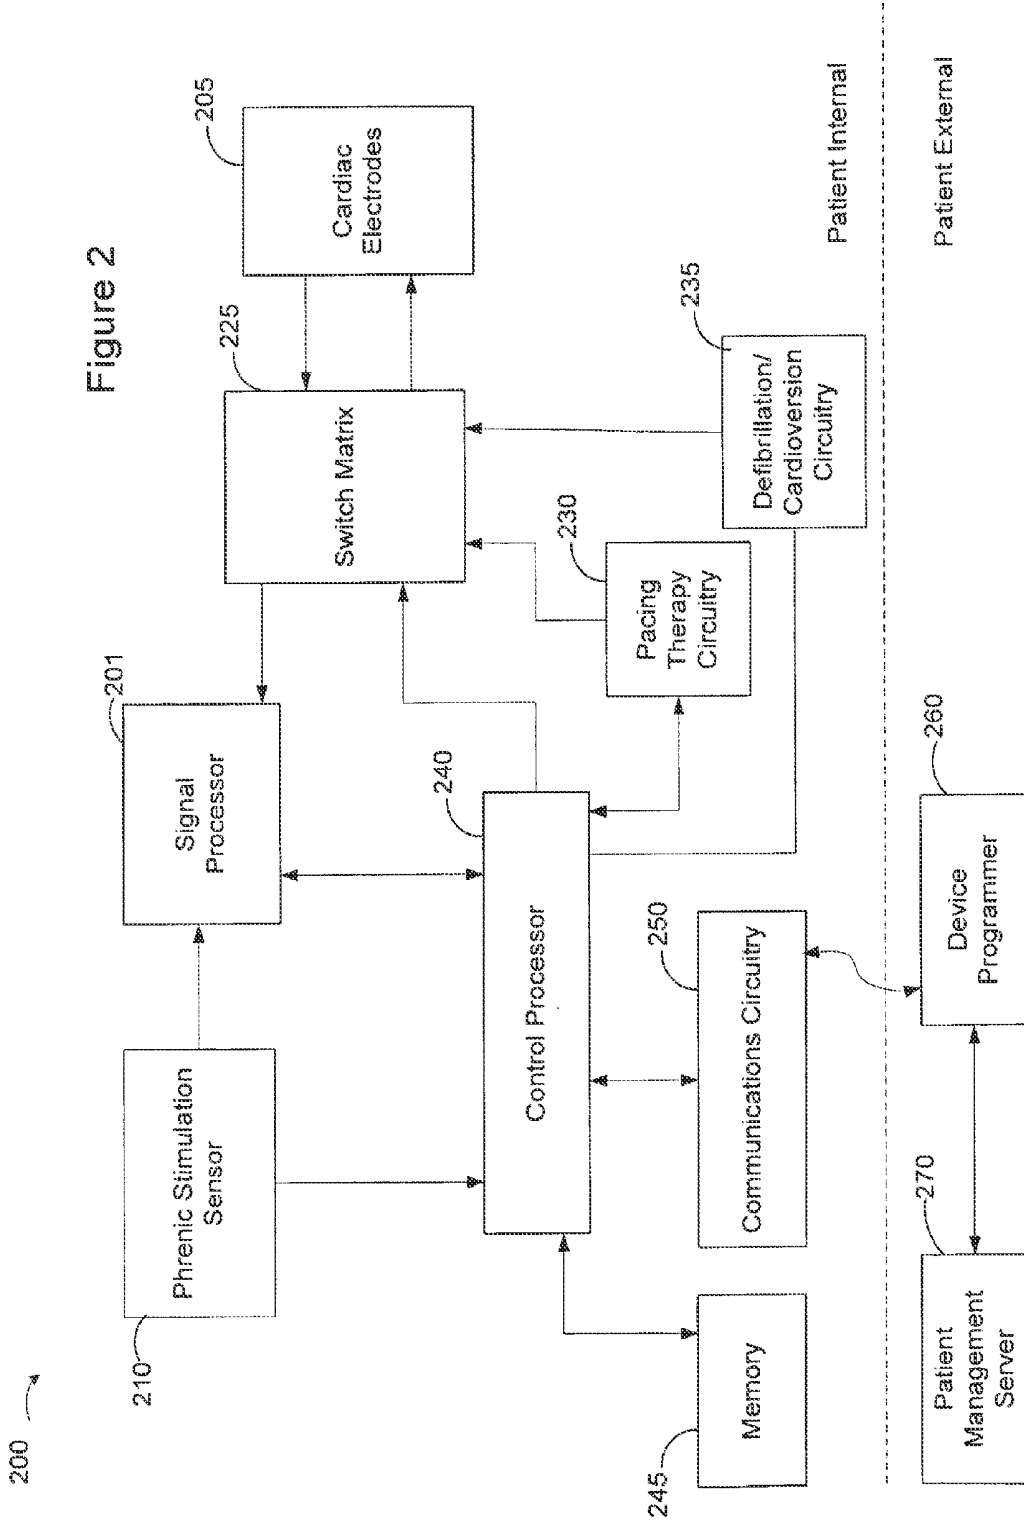 200
Figure 2
210
Phrenic Stimulation
Sensor
201
Signal
Processor
225
Switch Matrix
205
Cardiac
Electrodes
240
Control Processor
230
Pacing
Therapy
Circuitry
235
Defibrillation/
Cardioversion
Circuitry
245
Memory
250
Communications Circuitry
Patient Internal
Patient External
270
Patient
Management
Server
260
Device
Programmer